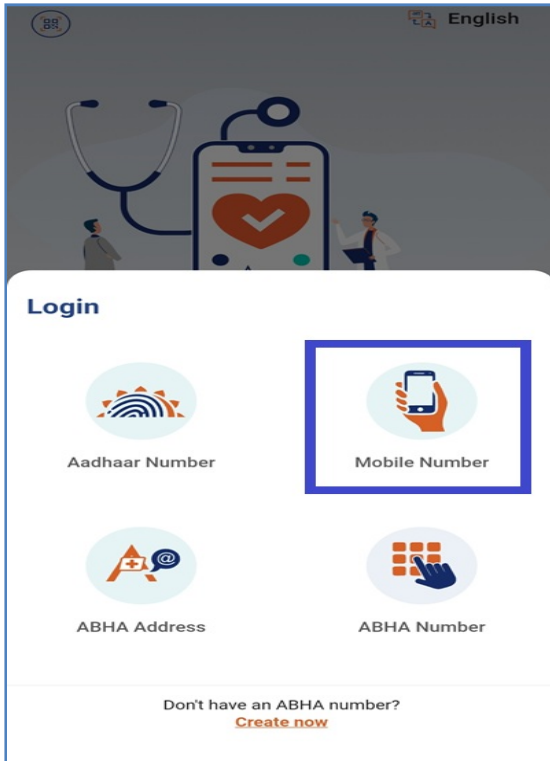 English
Login
Aadhaar Number
Mobile Number
ABHA Address
ABHA Number
Don't have an ABHA number?
Create now